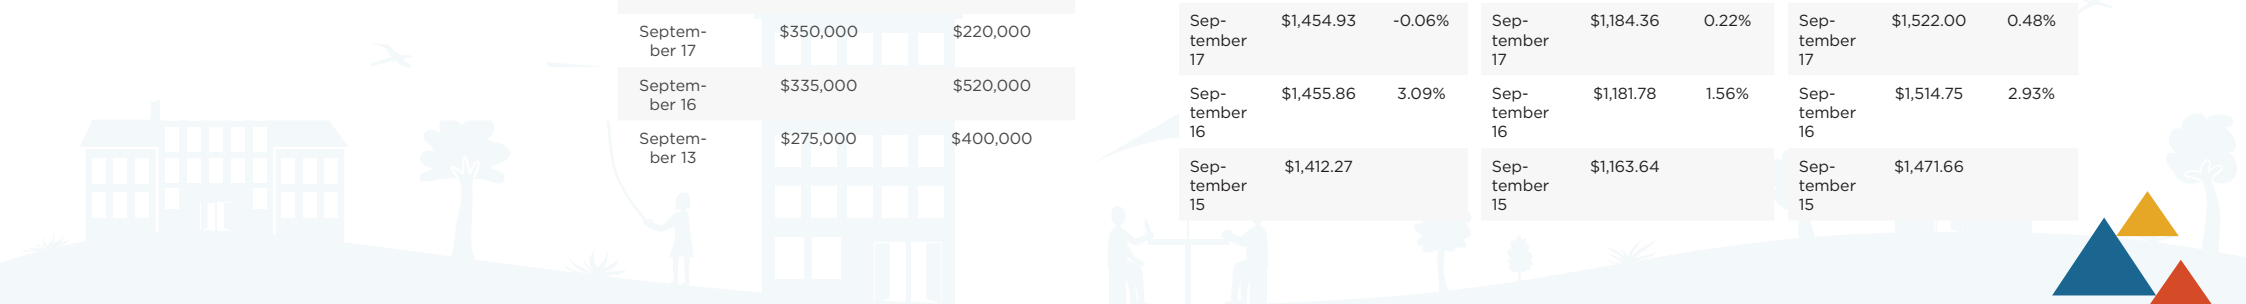 Septem-
ber 17 $350,000 $220,000
Septem-
ber 16 $335,000 $520,000
Septem-
ber 13 $275,000 $400,000
Sep- $1,454.93 -0.06%
tember
17
Sep- $1,455.86 3.09%
tember
16
Sep- $1,412.27
tember
15
Sep- $1,184.36 0.22%
tember
17
Sep- $1,181.78 1.56%
tember
16
Sep- $1,163.64
tember
15
Sep- $1,522.00 0.48%
tember
17
Sep- $1,514.75 2.93%
tember
16
Sep- $1,471.66
tember
15